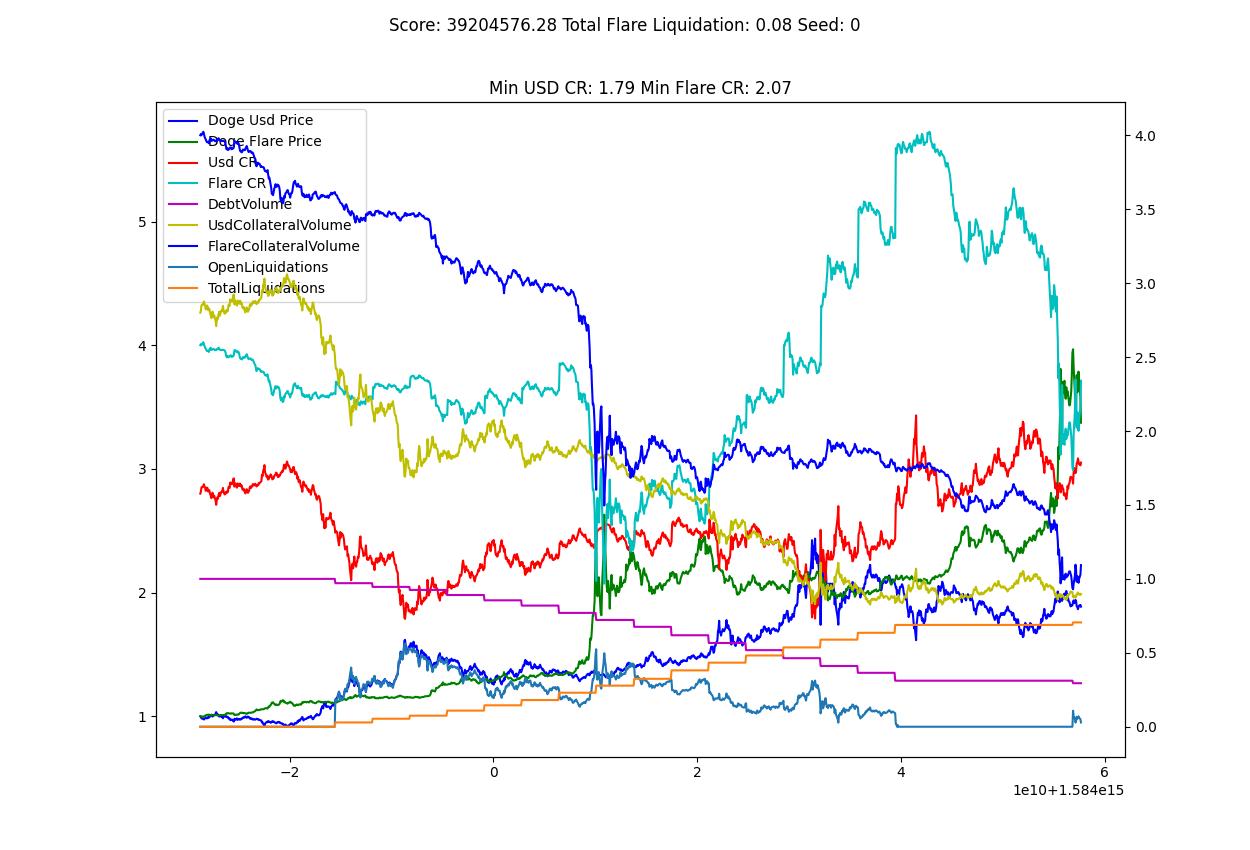 Score: 39204576.28 Total Flare Liquidation: 0.08 Seed: 0
Min USD CR: 1.79 Min Flare CR: 2.07
Doge Usd Price
Doge Flare Price
Usd CR
Flare CR
DebtVolume
UsdCollateralVolume
FlareCollateralVolume
OpenLiquidations
TotalLiquidations
5
4
3
2
1
4.0
3.5
3.0
2.5
2.0
1.5
1.0
0.5
0.0
−2
0
2
4
6
1e10+1.584e15